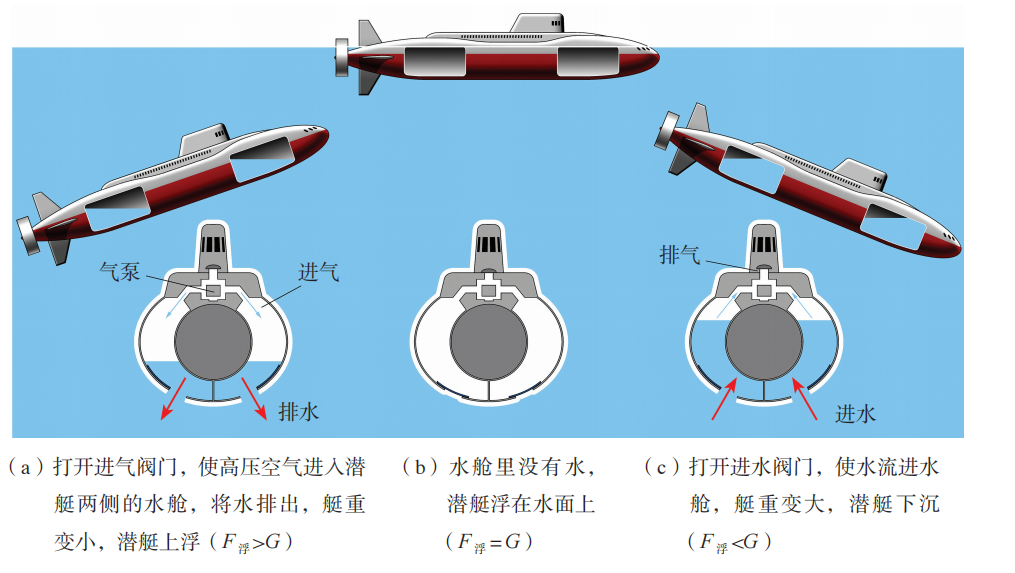 气泵
进气
排气
排水
进水
（a）打开进气阀门，使高压空气进入潜
艇两侧的水舱，将水排出，艇重
变小，潜艇上浮（F浮>G）
（b）水舱里没有水，
潜艇浮在水面上
（F浮=G）
（c）打开进水阀门，使水流进水
舱，艇重变大，潜艇下沉
（F浮<G）